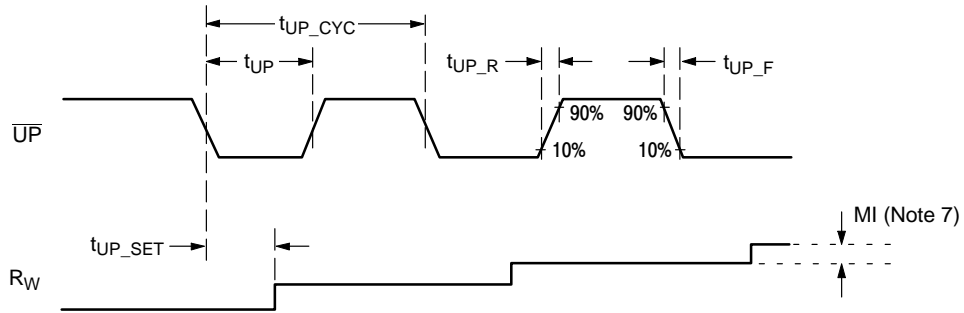 tUP_CYC
tUP
tUP_R
tUP_F
UP
90%
90%
10%
10%
MI (Note 7)
tUP_SET
RW